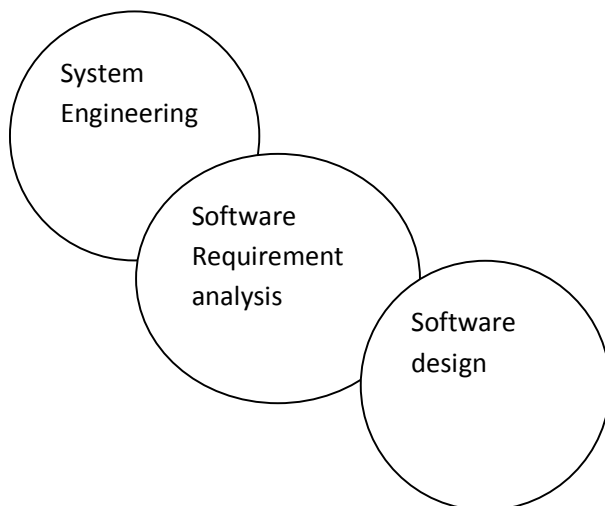 System
Engineering
Software
Requirement
analysis
Software
design